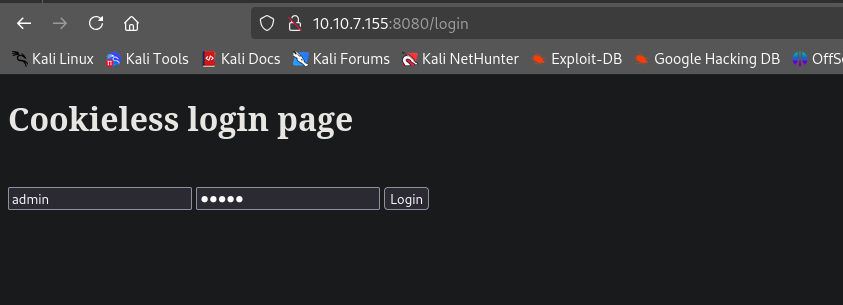 10.10.7.155:8080/login
Kali Linux Kali Tools Kali Docs Kali Forums Kali NetHunter Exploit-DB Google Hacking DB OffS
Cookieless login page
admin ●●●●● Login